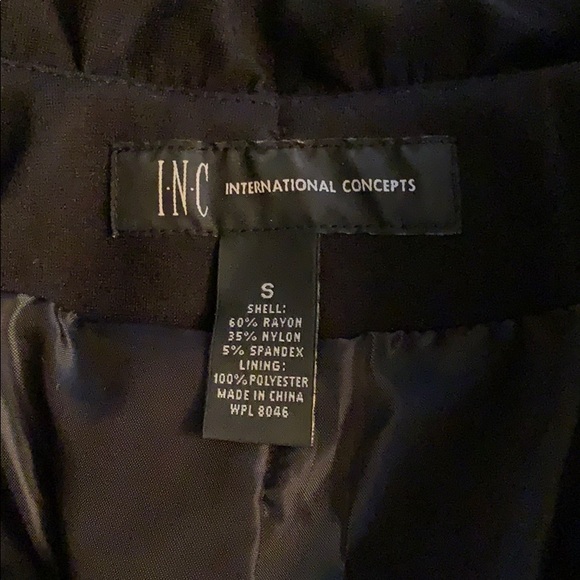 I·N·C INTERNATIONAL CONCEPTS
S
SHELL:
60% RAYON
35% NYLON
5% SPANDEX
LINING:
100% POLYESTER
MADE IN CHINA
WPL 8046